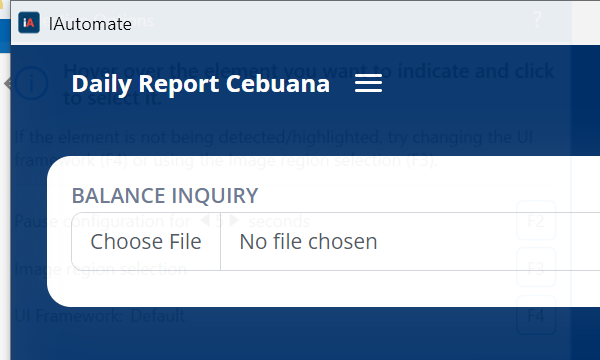 iA IAutomate
?
Daily Report Cebuana
Hover over the element you want to indicate and click
to select it.
If the element is not being detected/highlighted, try changing the UI
framework (F4) or using the Image region selection (F3).
BALANCE INQUIRY
Pause configuration for 5 seconds F2
Choose File No file chosen
Image region selection F3
UI Framework: Default F4